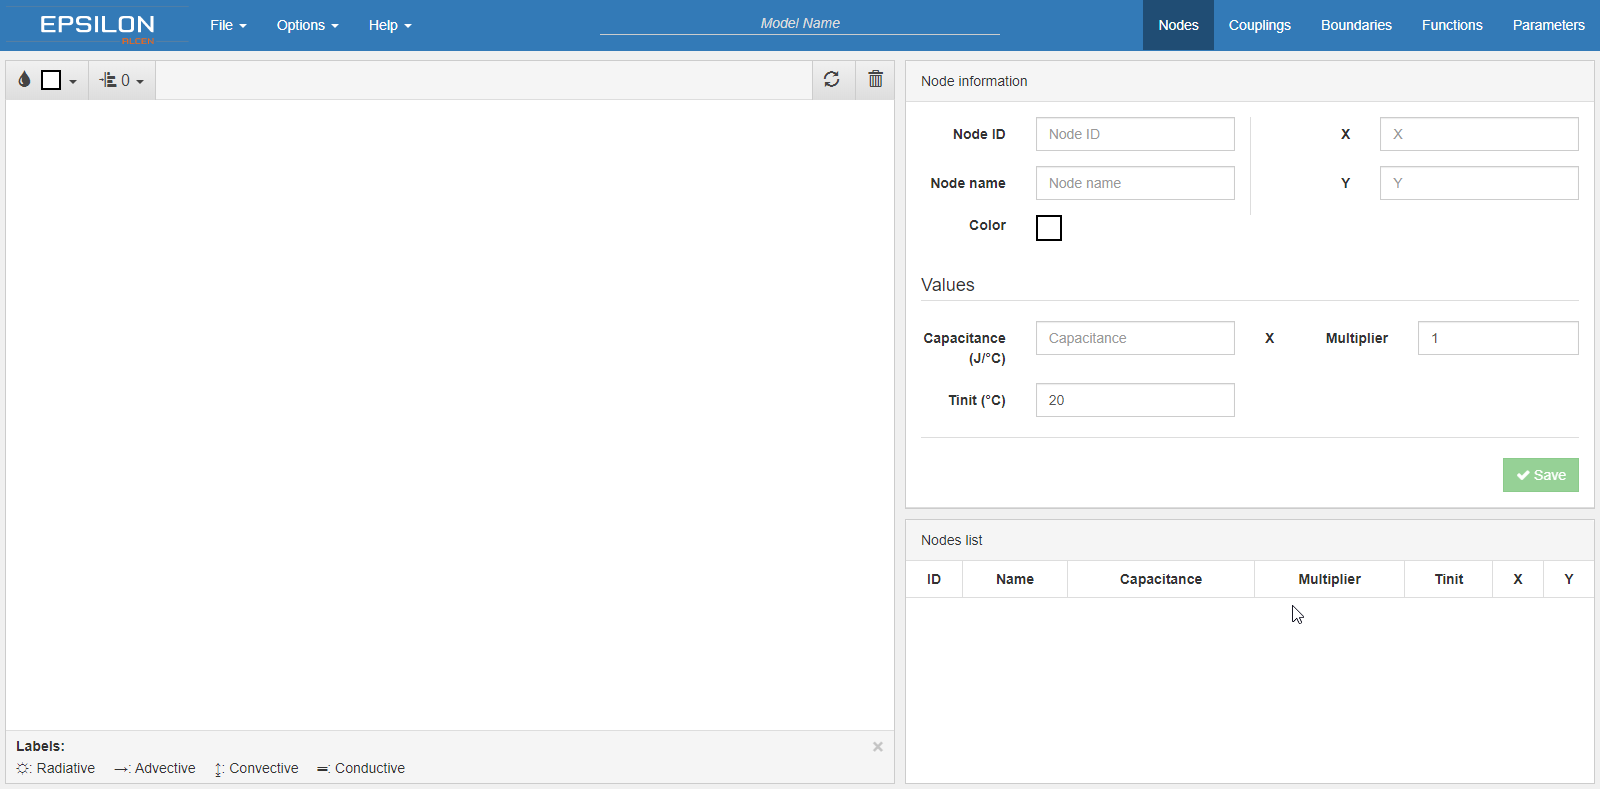 EPSILON
File
Options
Help
Model Name
Nodes
Couplings
Boundaries
Functions
Parameters
0
Node information
Node ID
Node ID
X
X
Node name
Node name
Y
Y
Color
Values
Capacitance
(J/°C)
Capacitance
X
Multiplier
1
Tinit (°C)
20
Save
Nodes list
ID
Name
Capacitance
Multiplier
Tinit
X
Y
Labels:
: Radiative
: Advective
: Convective
: Conductive